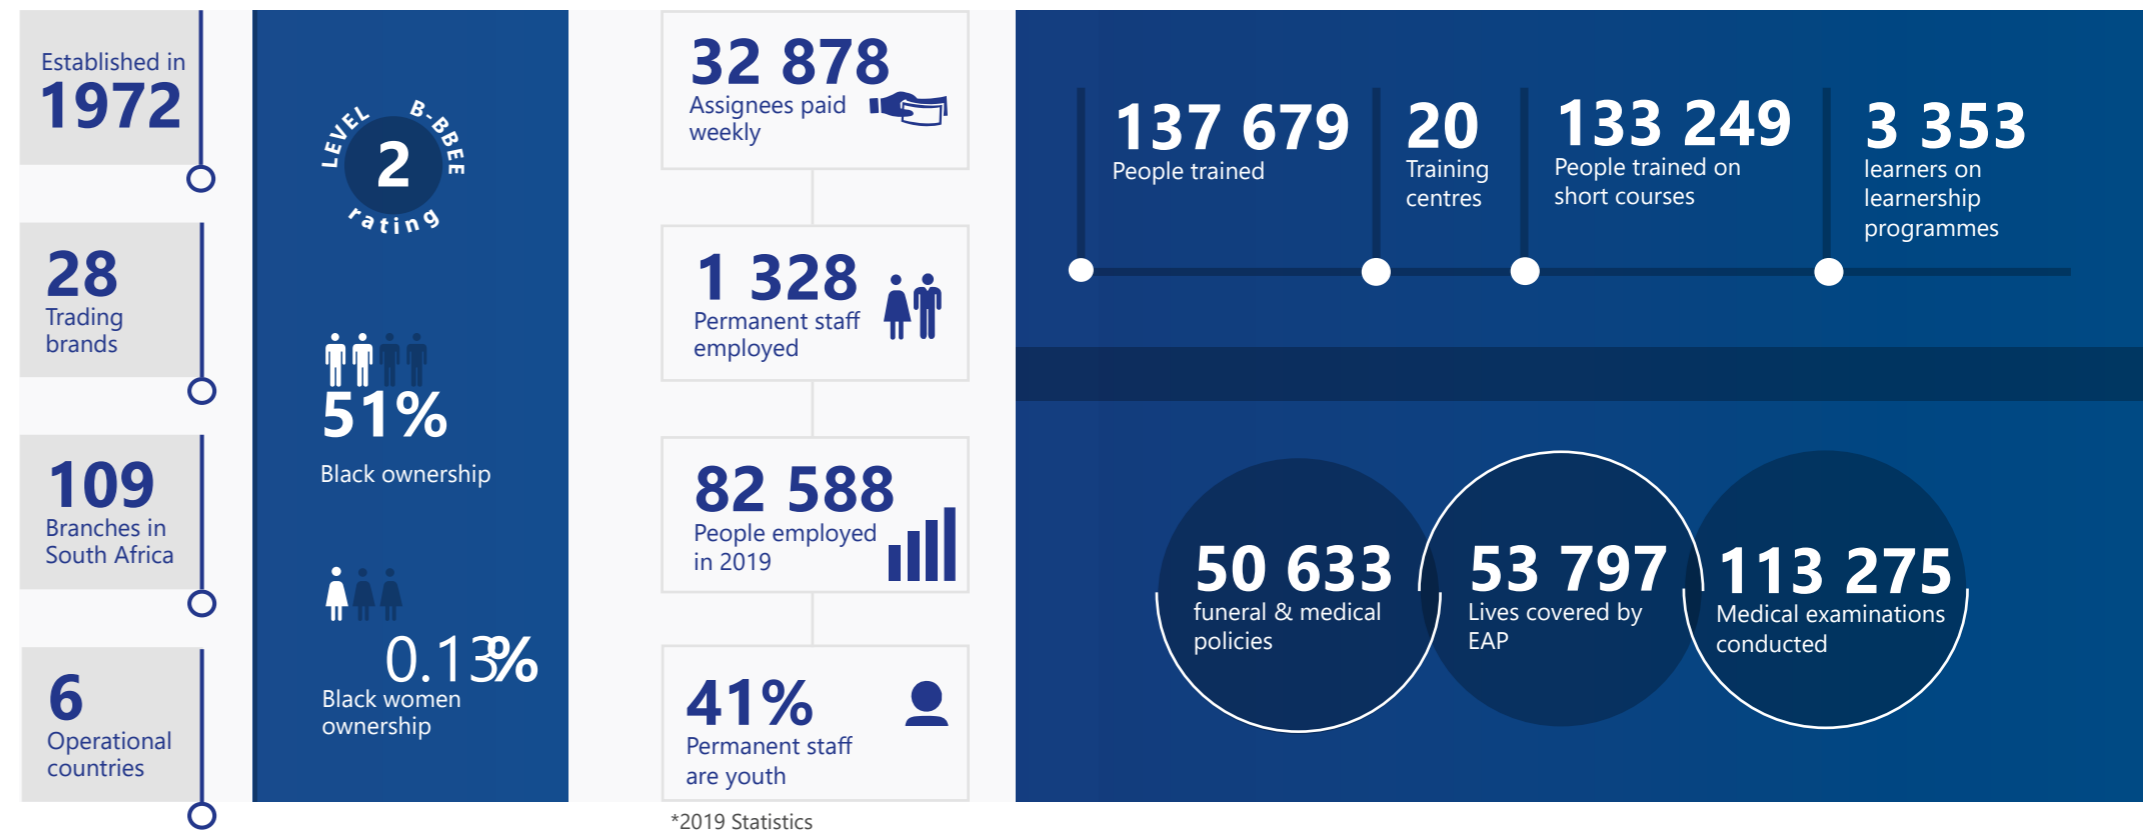 Established in
1972
28
Trading
brands
109
Branches in
South Africa
6
Operational
countries
LEVEL 2 B-BBEE
rating
51%
Black ownership
0.13%
Black women
ownership
32 878
Assignees paid
weekly
1 328
Permanent staff
employed
82 588
People employed
in 2019
41%
Permanent staff
are youth
*2019 Statistics
137 679
People trained
20
Training
centres
133 249
People trained on
short courses
3 353
learners on
learnership
programmes
50 633
funeral & medical
policies
53 797
Lives covered by
EAP
113 275
Medical examinations
conducted